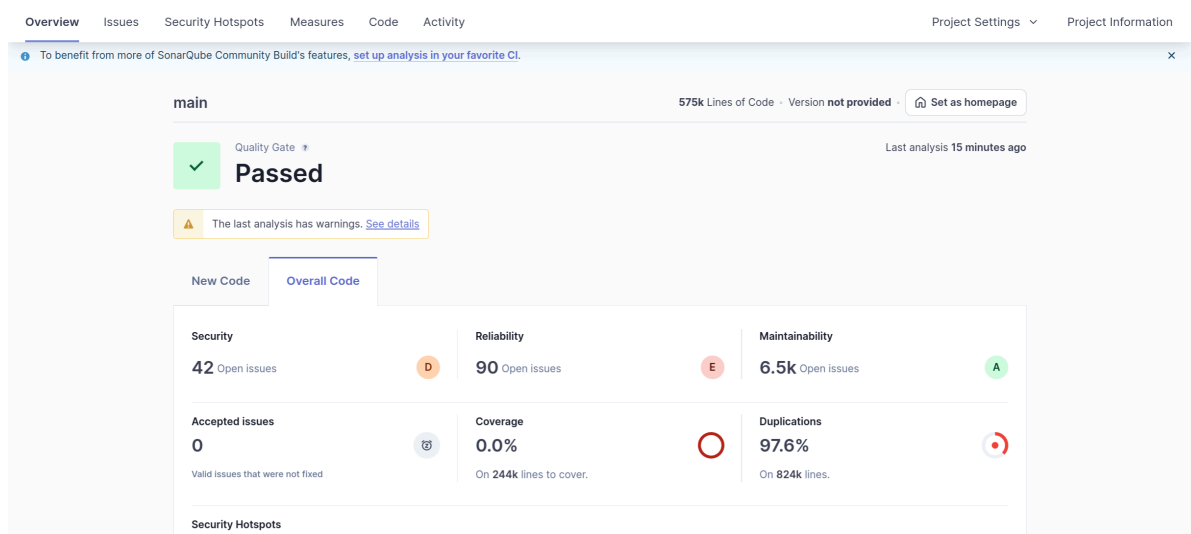 Overview Issues Security Hotspots Measures Code Activity Project Settings Project Information
To benefit from more of SonarQube Community Build's features, set up analysis in your favorite CI.
main 575k Lines of Code • Version not provided • Set as homepage
Quality Gate ? Last analysis 15 minutes ago
Passed
The last analysis has warnings. See details
New Code Overall Code
Security Reliability Maintainability
42 Open issues D 90 Open issues E 6.5k Open issues A
Accepted issues Coverage Duplications
0 0.0% 97.6%
Valid issues that were not fixed On 244k lines to cover. On 824k lines.
Security Hotspots